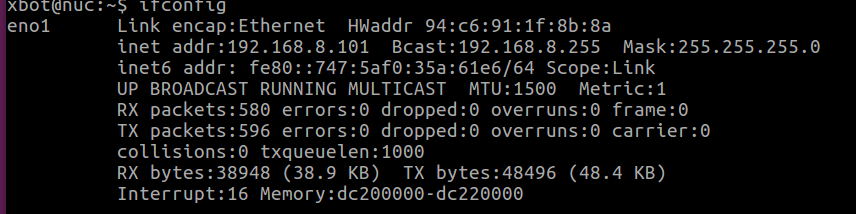 xbot@nuc:~$ ifconfig
eno1      Link encap:Ethernet  HWaddr 94:c6:91:1f:8b:8a
          inet addr:192.168.8.101  Bcast:192.168.8.255  Mask:255.255.255.0
          inet6 addr: fe80::747:5af0:35a:61e6/64 Scope:Link
          UP BROADCAST RUNNING MULTICAST  MTU:1500  Metric:1
          RX packets:580 errors:0 dropped:0 overruns:0 frame:0
          TX packets:596 errors:0 dropped:0 overruns:0 carrier:0
          collisions:0 txqueuelen:1000
          RX bytes:38948 (38.9 KB)  TX bytes:48496 (48.4 KB)
          Interrupt:16 Memory:dc200000-dc220000